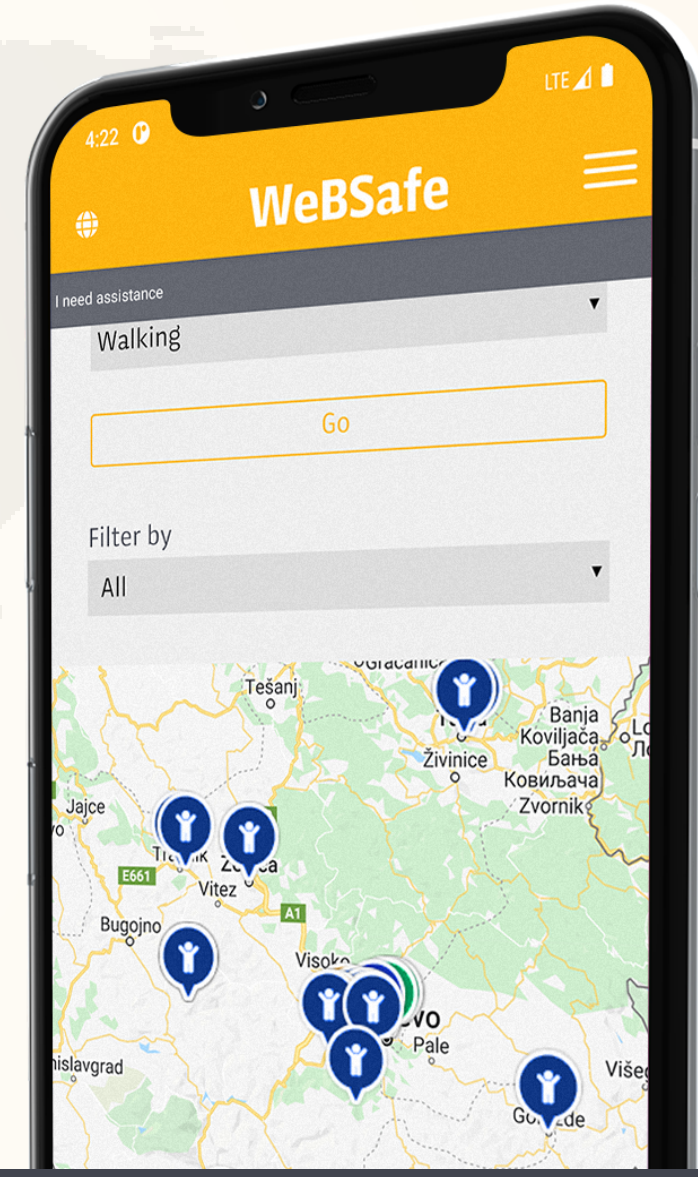 4:22
LTE
WeBSafe
I need assistance
Walking
Go
Filter by
All
Tešanj
Banja
Koviljača
Бања
Ковиљача
Živinice
Zvornik
Jajce
E661
Vitez
A1
Bugojno
Visoko
Pale